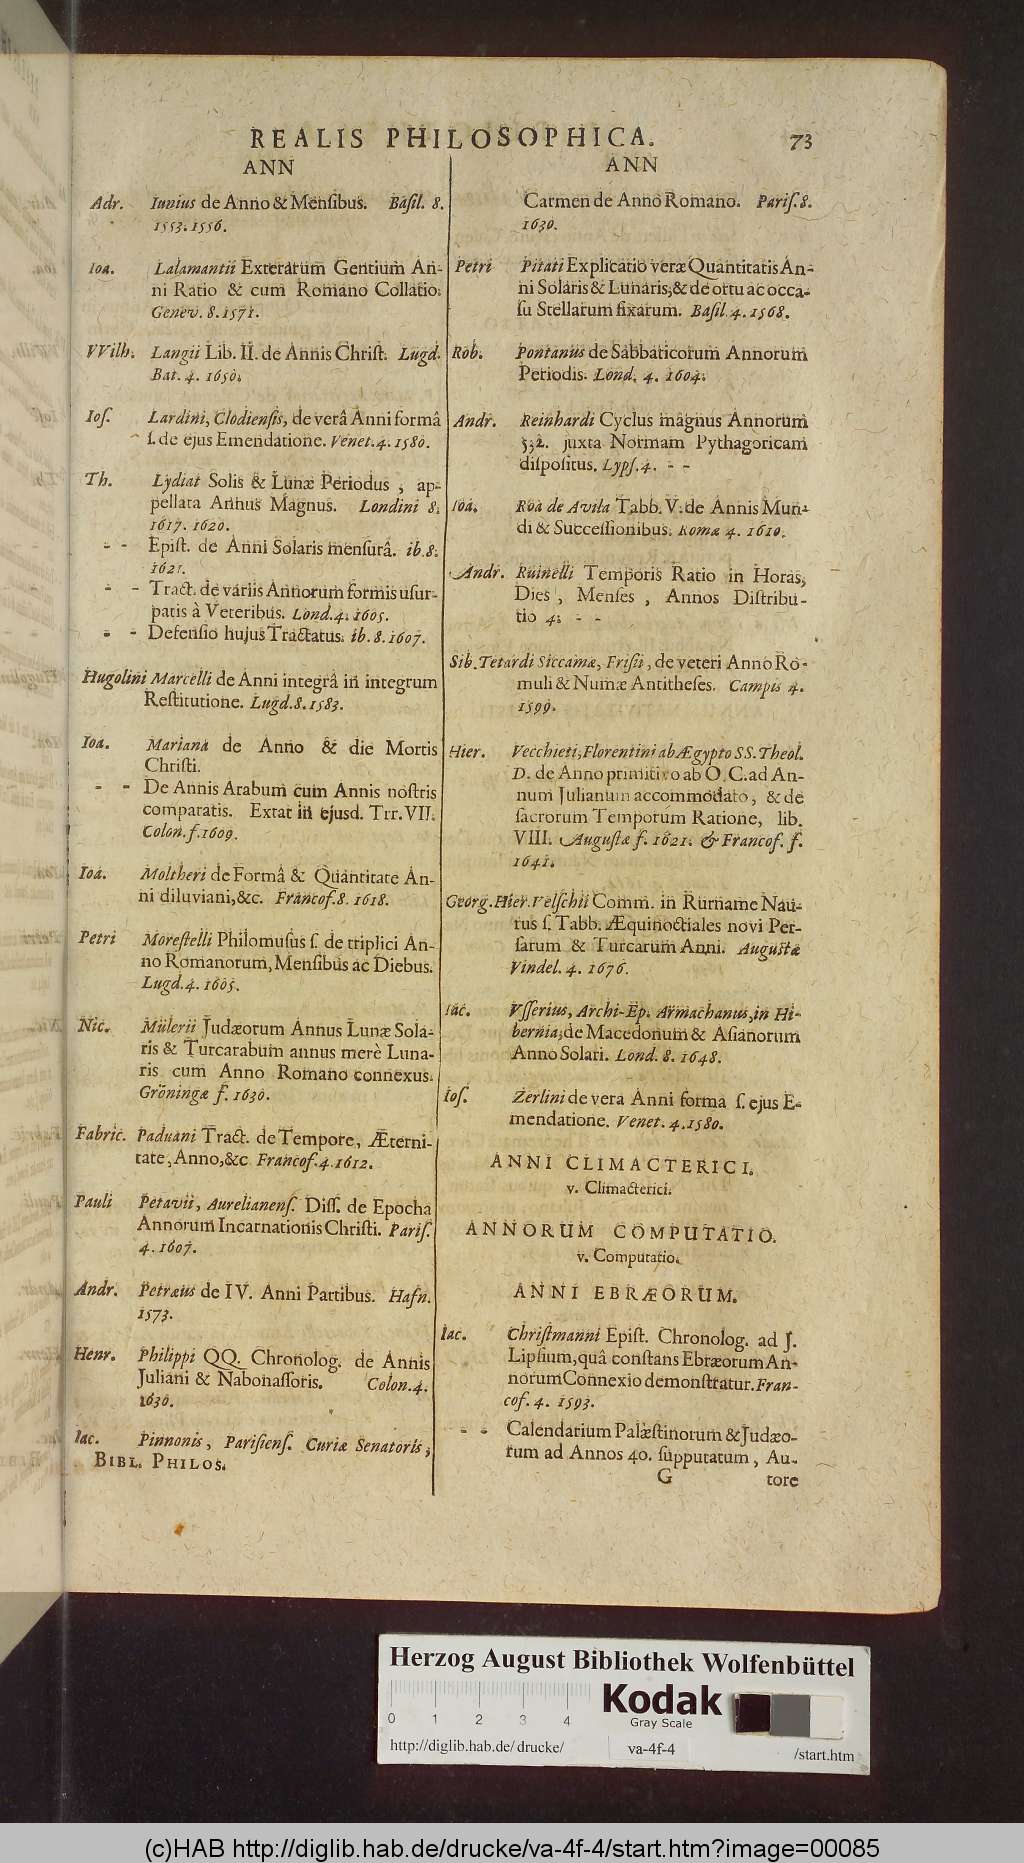 REALIS PHILOSOPHICA. 73
ANN
Adr. Iunius de Anno & Menſibus. Baſil. 8.
1553. 1556.
Ioa. Lalamantii Exterarum Gentium An-
ni Ratio & cum Romano Collatio.
Genev. 8. 1571.
VVilh. Langii Lib. II. de Annis Chriſt. Lugd.
Bat. 4. 1650.
Ioſ. Lardini, Clodienſis, de verâ Anni formâ
ſ. de ejus Emendatione. Venet. 4. 1580.
Th. Lydiat Solis & Lunæ Periodus, ap-
pellata Annus Magnus. Londini 8.
1617. 1620.
- - Epiſt. de Anni Solaris menſurâ. ib. 8.
1621.
- - Tract. de variis Annorum formis uſur-
patis à Veteribus. Lond. 4. 1605.
- - Defenſio hujus Tractatus. ib. 8. 1607.
Hugolini Marcelli de Anni integrâ in integrum
Reſtitutione. Lugd. 8. 1583.
Ioa. Mariana de Anno & die Mortis
Chriſti.
- - De Annis Arabum cum Annis noſtris
comparatis. Extat in ejusd. Trr. VII.
Colon. f. 1609.
Ioa. Moltheri de Formâ & Quantitate An-
ni diluviani, &c. Francof. 8. 1618.
Petri Moreſtelli Philomuſus ſ. de triplici An-
no Romanorum, Menſibus ac Diebus.
Lugd. 4. 1605.
Nic. Mülerii Judæorum Annus Lunæ Sola-
ris & Turcarabum annus merè Luna-
ris cum Anno Romano connexus.
Gröningæ f. 1630.
Fabric. Paduani Tract. de Tempore, Æterni-
tate, Anno, &c Francof. 4. 1612.
Pauli Petavii, Aurelianenſ. Diſſ. de Epocha
Annorum Incarnationis Chriſti. Pariſ.
4. 1607.
Andr. Petræus de IV. Anni Partibus. Hafn.
1573.
Henr. Philippi QQ. Chronolog. de Annis
Juliani & Nabonaſſoris. Colon. 4.
1630.
Iac. Pinnonis, Pariſienſ. Curiæ Senatoris,
BIBL. PHILOS.
ANN
Carmen de Anno Romano. Pariſ. 8.
1630.
Petri Pitati Explicatio veræ Quantitatis An-
ni Solaris & Lunaris, & de ortu ac occa-
ſu Stellarum fixarum. Baſil. 4. 1568.
Rob. Pontanus de Sabbaticorum Annorum
Periodis. Lond. 4. 1604.
Andr. Reinhardi Cyclus magnus Annorum
532. juxta Normam Pythagoricam
diſpoſitus. Lypſ. 4. - -
Ioa. Roa de Avila Tabb. V. de Annis Mun-
di & Succeſſionibus. Romæ 4. 1610.
Andr. Ruinelli Temporis Ratio in Horas,
Dies, Menſes, Annos Diſtribu-
tio 4. - -
Sib. Tetardi Siccamæ, Friſii, de veteri Anno Ro-
muli & Numæ Antitheſes. Campis 4.
1599.
Hier. Vecchieti, Florentini ab Ægypto SS. Theol.
D. de Anno primitivo ab O. C. ad An-
num Julianum accommodato, & de
ſacrorum Temporum Ratione, lib.
VIII. Auguſtæ f. 1621. & Francof. f.
1641.
Georg. Hier. Velſchii Comm. in Rurname Nau-
rus ſ. Tabb. Æquinoctiales novi Per-
ſarum & Turcarum Anni. Auguſtæ
Vindel. 4. 1676.
Iac. Vſſerius, Archi-Ep. Armachanus, in Hi-
bernia, de Macedonum & Aſianorum
Anno Solari. Lond. 8. 1648.
Ioſ. Zerlini de vera Anni forma ſ. ejus E-
mendatione. Venet. 4. 1580.
ANNI CLIMACTERICI.
v. Climacterici.
ANNORUM COMPUTATIO.
v. Computatio.
ANNI EBRÆORUM.
Iac. Chriſtmanni Epiſt. Chronolog. ad J.
Lipſium, quâ conſtans Ebræorum An-
norum Connexio demonſtratur. Fran-
cof. 4. 1593.
- - Calendarium Palæſtinorum & Judæo-
rum ad Annos 40. ſupputatum, Au-
G tore
Herzog August Bibliothek Wolfenbüttel
0 1 2 3 4
Kodak
Gray Scale
http://diglib.hab.de/drucke/ va-4f-4 /start.htm
(c)HAB http://diglib.hab.de/drucke/va-4f-4/start.htm?image=00085